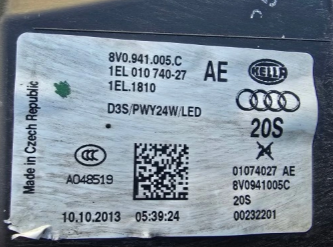 8V0.941.005.C
1EL 010 740-27 AE
1EL.1810
HELLA
D3S/PWY24W/LED
20S
Made in Czech Republic
CCC
A048519
01074027 AE
8V0941005C
20S
10.10.2013 05:39:24 00232201